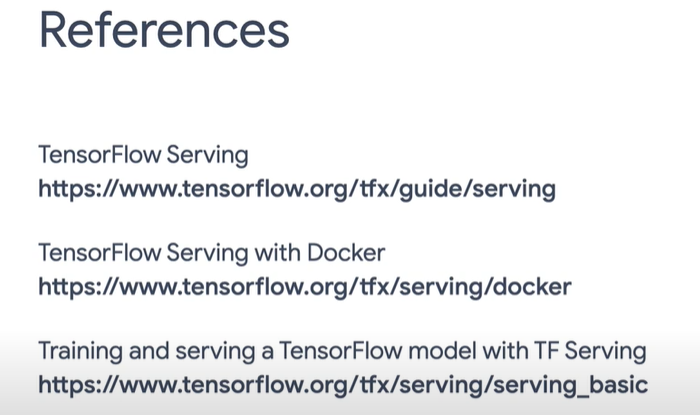 References
TensorFlow Serving
https://www.tensorflow.org/tfx/guide/serving
TensorFlow Serving with Docker
https://www.tensorflow.org/tfx/serving/docker
Training and serving a TensorFlow model with TF Serving
https://www.tensorflow.org/tfx/serving/serving_basic